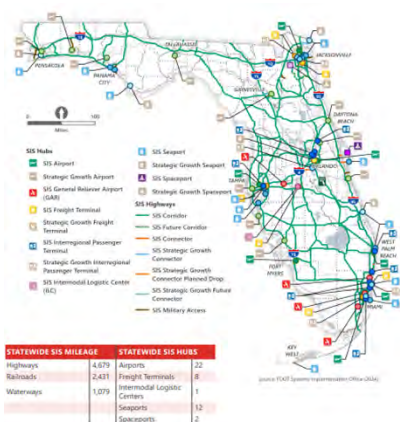 JACKSONVILLE
TALLAHASSEE
PENSACOLA
PANAMA
CITY
GAINESVILLE
DAYTONA
BEACH
ORLANDO
TAMPA
0 100
Miles
FORT
MYERS
WEST
PALM
BEACH
MIAMI
KEY
WEST
SIS Hubs
SIS Airport
Strategic Growth Airport
SIS General Reliever Airport
(GAR)
SIS Freight Terminal
Strategic Growth Freight
Terminal
SIS Interregional Passenger
Terminal
Strategic Growth Interregional
Passenger Terminal
SIS Intermodal Logistic Center
(ILC)
SIS Seaport
Strategic Growth Seaport
SIS Spaceport
Strategic Growth Spaceport
SIS Highways
SIS Corridor
SIS Future Corridor
SIS Connector
SIS Strategic Growth
Connector
SIS Strategic Growth
Connector Planned Drop
SIS Strategic Growth Future
Connector
SIS Military Access
Source: FDOT Systems Implementation Office (2024)
STATEWIDE SIS MILEAGE STATEWIDE SIS HUBS
Highways 4,679 Airports 22
Railroads 2,431 Freight Terminals 8
Waterways 1,079 Intermodal Logistic
Centers 1
Seaports 12
Spaceports 2